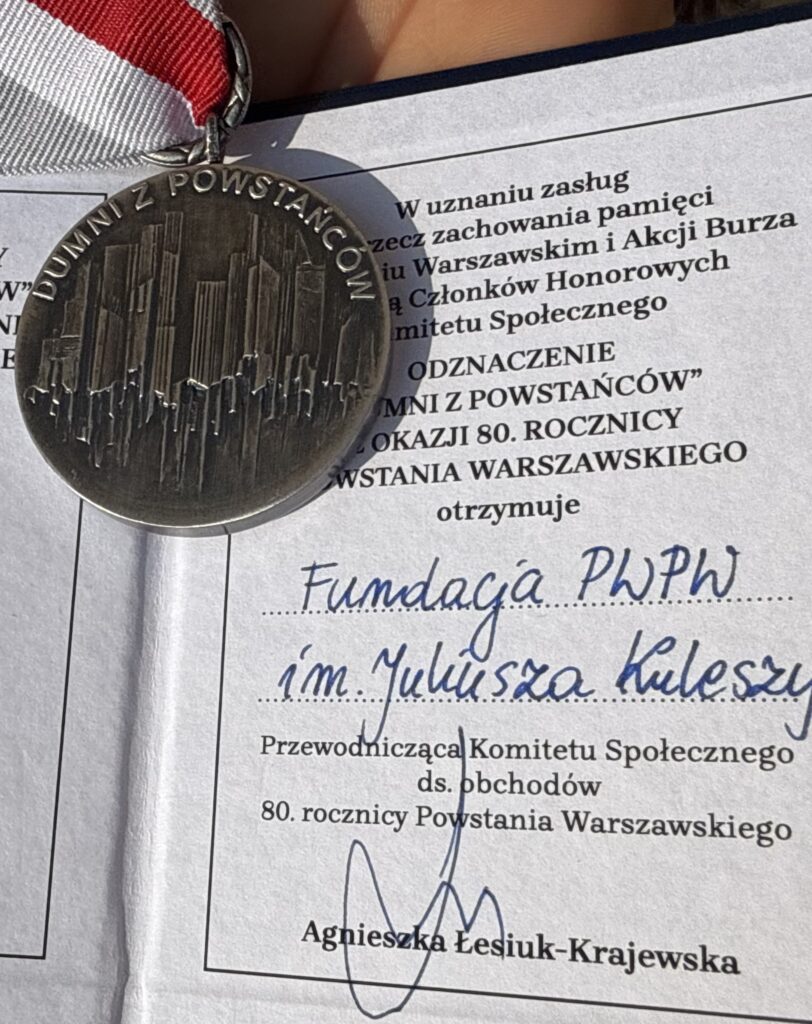 DUMNI Z POWSTAŃCÓW
W uznaniu zasług
rzecz zachowania pamięci
iu Warszawskim i Akcji Burza
ą Członków Honorowych
mitetu Społecznego
ODZNACZENIE
MNI Z POWSTAŃCÓW”
OKAZJI 80. ROCZNICY
WSTANIA WARSZAWSKIEGO
otrzymuje
Fundacja PWPW
im. Juliusza Kuleszy
Przewodnicząca Komitetu Społecznego
ds. obchodów
80. rocznicy Powstania Warszawskiego
Agnieszka Łesiuk-Krajewska